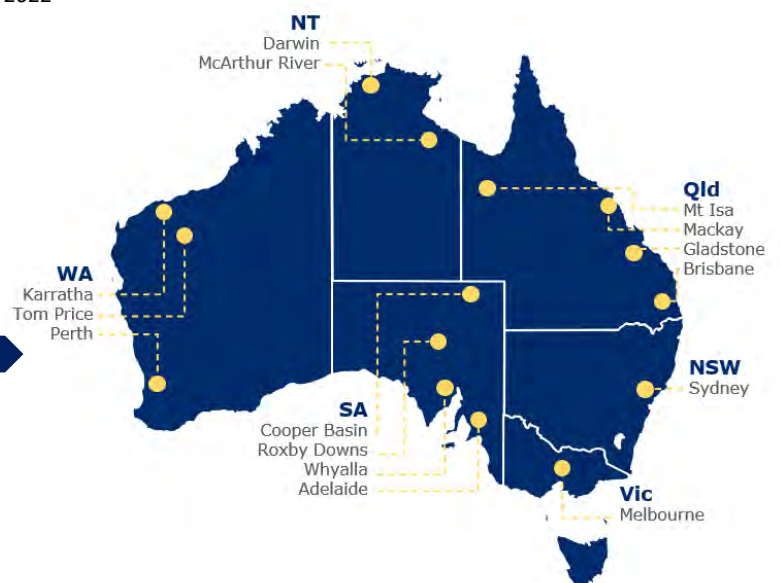 2022
NT
Darwin
McArthur River
Qld
Mt Isa
Mackay
Gladstone
Brisbane
WA
Karratha
Tom Price
Perth
NSW
Sydney
SA
Cooper Basin
Roxby Downs
Whyalla
Adelaide
Vic
Melbourne